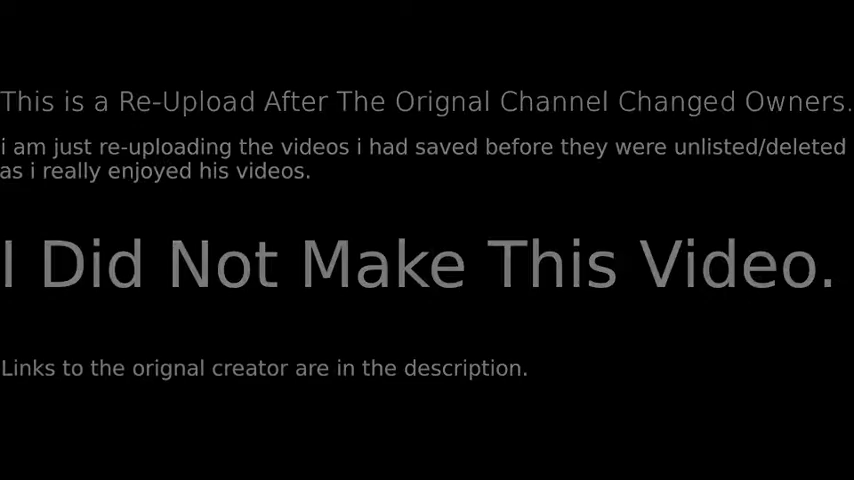 This is a Re-Upload After The Orignal Channel Changed Owners.
i am just re-uploading the videos i had saved before they were unlisted/deleted
as i really enjoyed his videos.
I Did Not Make This Video.
Links to the orignal creator are in the description.